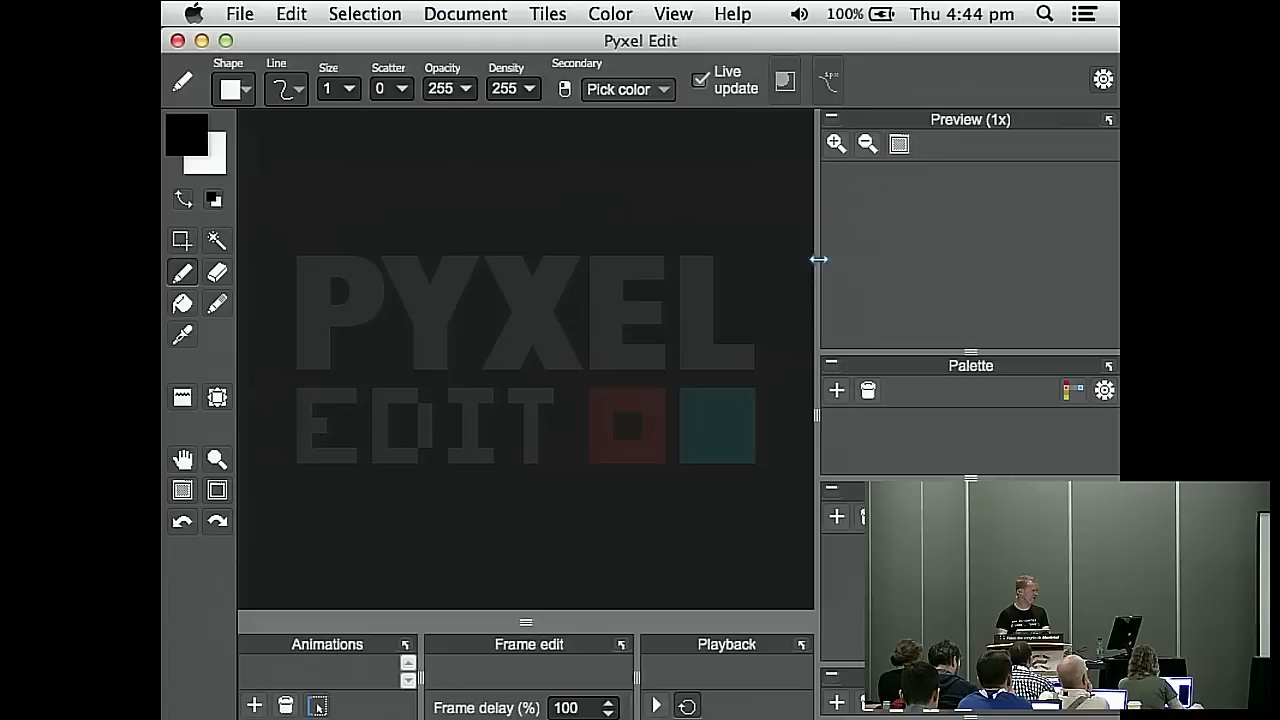 File Edit Selection Document Tiles Color View Help 100% Thu 4:44 pm
Pyxel Edit
Shape Line Size Scatter Opacity Density Secondary
1 0 255 255 Pick color Live update
Preview (1x)
PYXEL
EDIT
Palette
Animations Frame edit Playback
Frame delay (%) 100